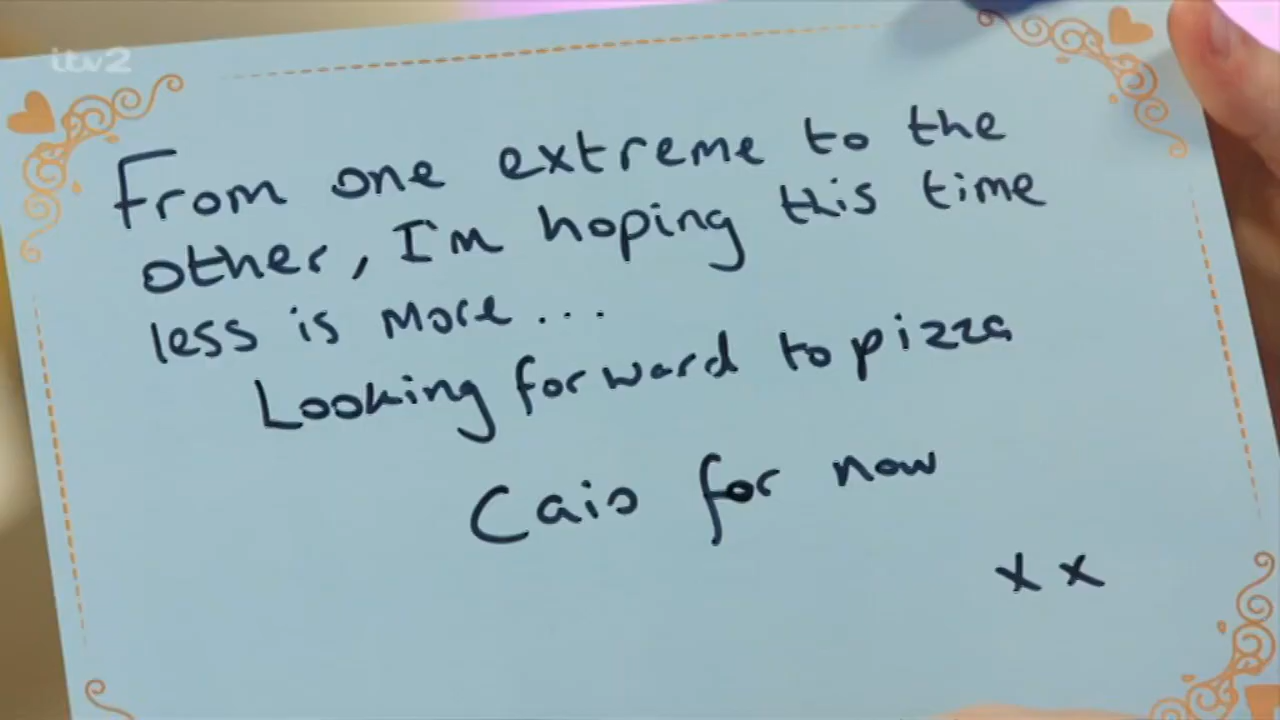 itv2
From one extreme to the
other, I'm hoping this time
less is more...
Looking forward to pizza
Caio for now
xx